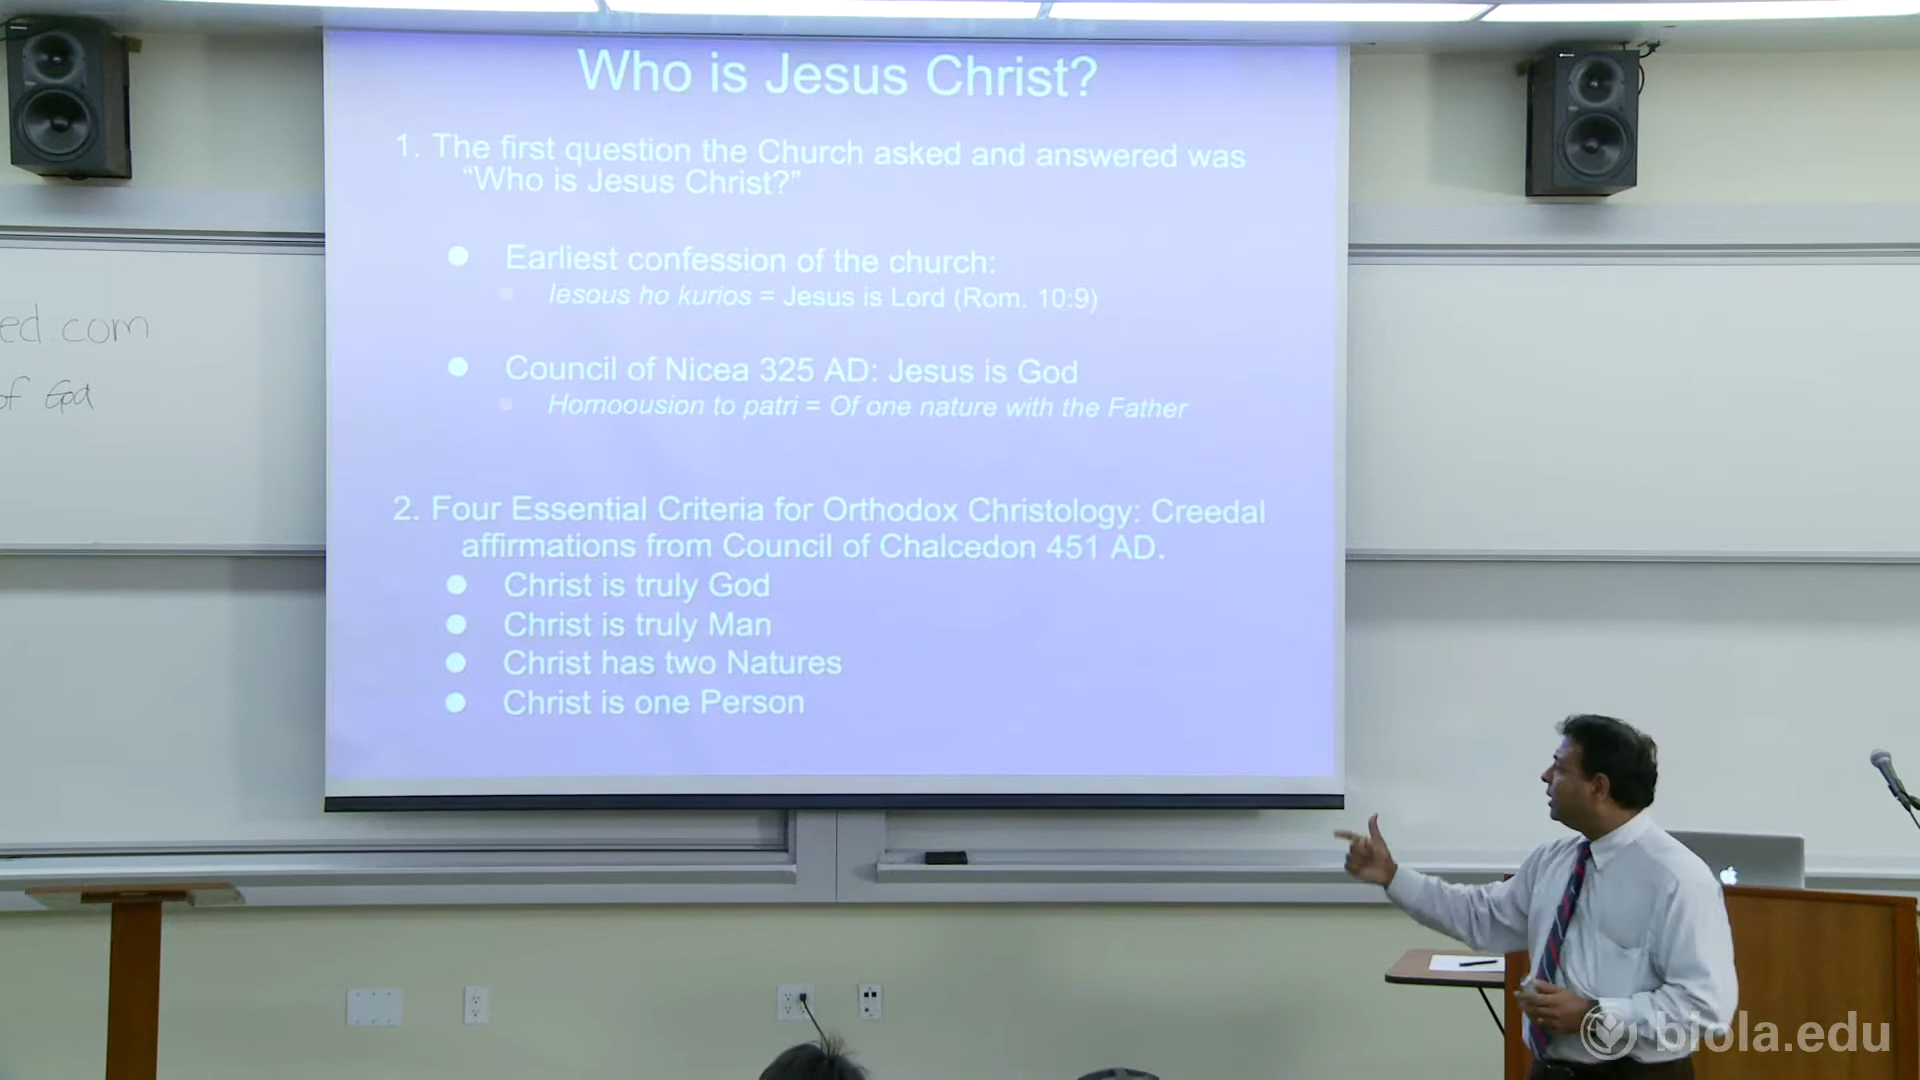 Who is Jesus Christ?
1. The first question the Church asked and answered was
“Who is Jesus Christ?”
Earliest confession of the church:
Iesous ho kurios = Jesus is Lord (Rom. 10:9)
Council of Nicea 325 AD: Jesus is God
Homoousion to patri = Of one nature with the Father
2. Four Essential Criteria for Orthodox Christology: Creedal
affirmations from Council of Chalcedon 451 AD.
Christ is truly God
Christ is truly Man
Christ has two Natures
Christ is one Person
ed.com
of God
biola.edu